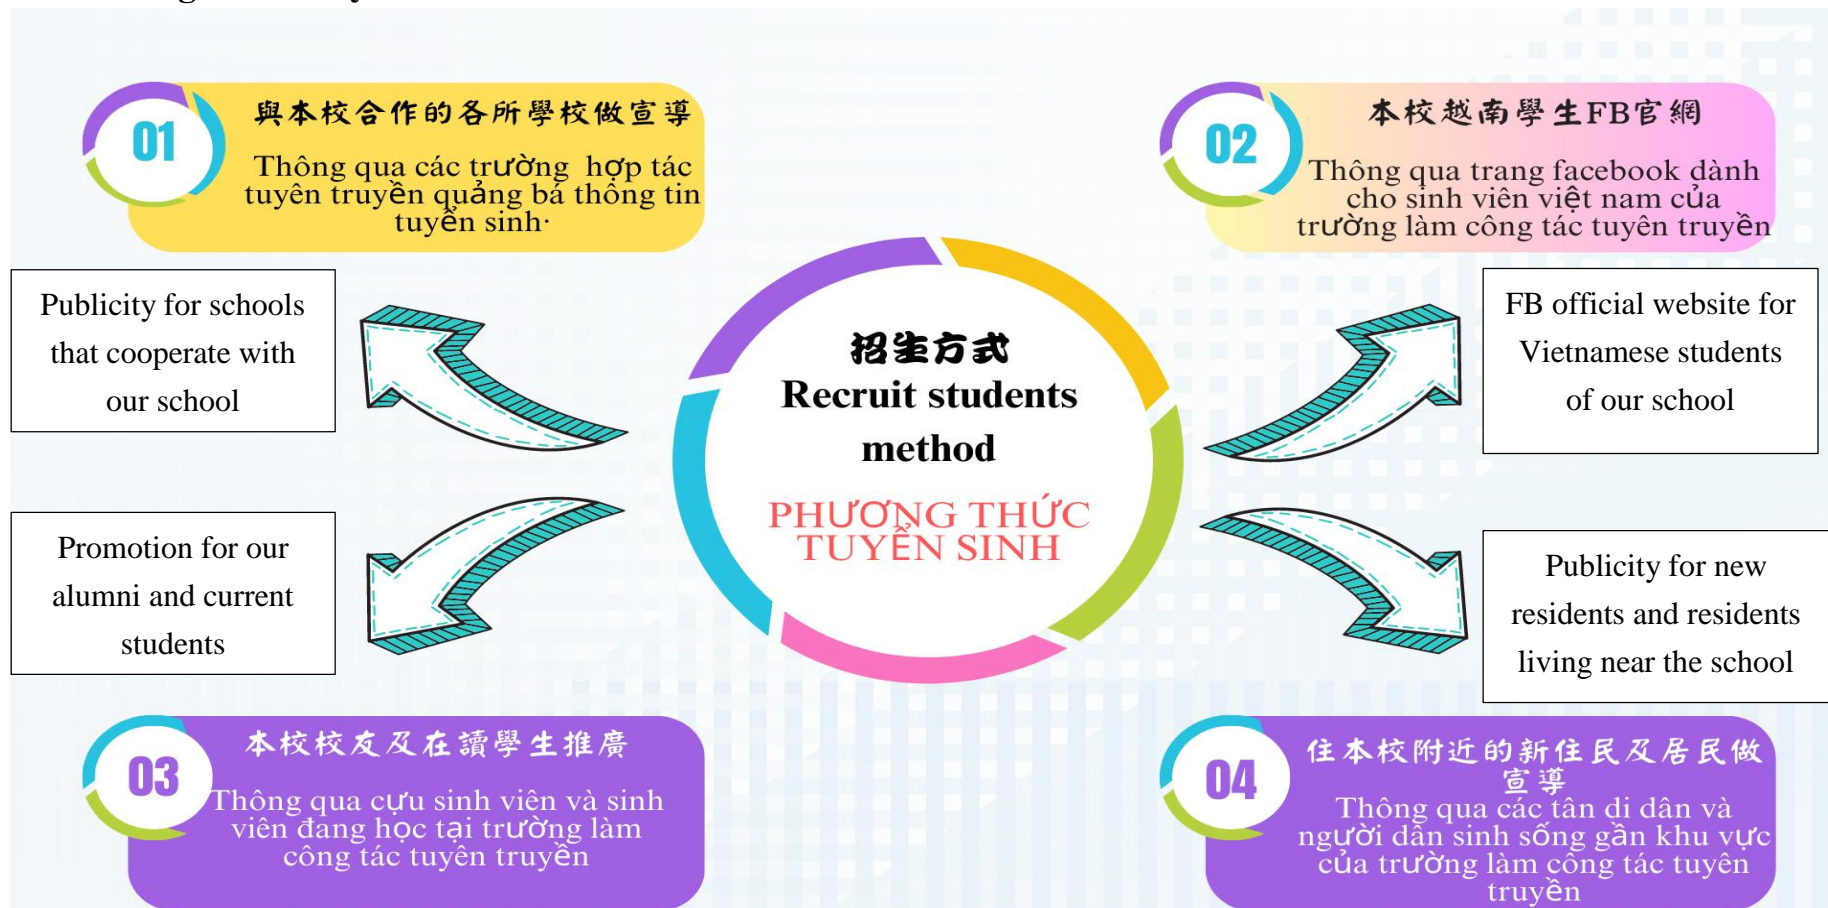 01
與本校合作的各所學校做宣導
Thông qua các trường hợp tác
tuyên truyền quảng bá thông tin
tuyển sinh·
02
本校越南學生FB官網
Thông qua trang facebook dành
cho sinh viên việt nam của
trường làm công tác tuyên truyền
Publicity for schools
that cooperate with
our school
FB official website for
Vietnamese students
of our school
招生方式
Recruit students
method
PHƯƠNG THỨC
TUYỂN SINH
Promotion for our
alumni and current
students
Publicity for new
residents and residents
living near the school
03
本校校友及在讀學生推廣
Thông qua cựu sinh viên và sinh
viên đang học tại trường làm
công tác tuyên truyền
04
住本校附近的新住民及居民做
宣導
Thông qua các tân di dân và
người dân sinh sống gần khu vực
của trường làm công tác tuyên
truyền